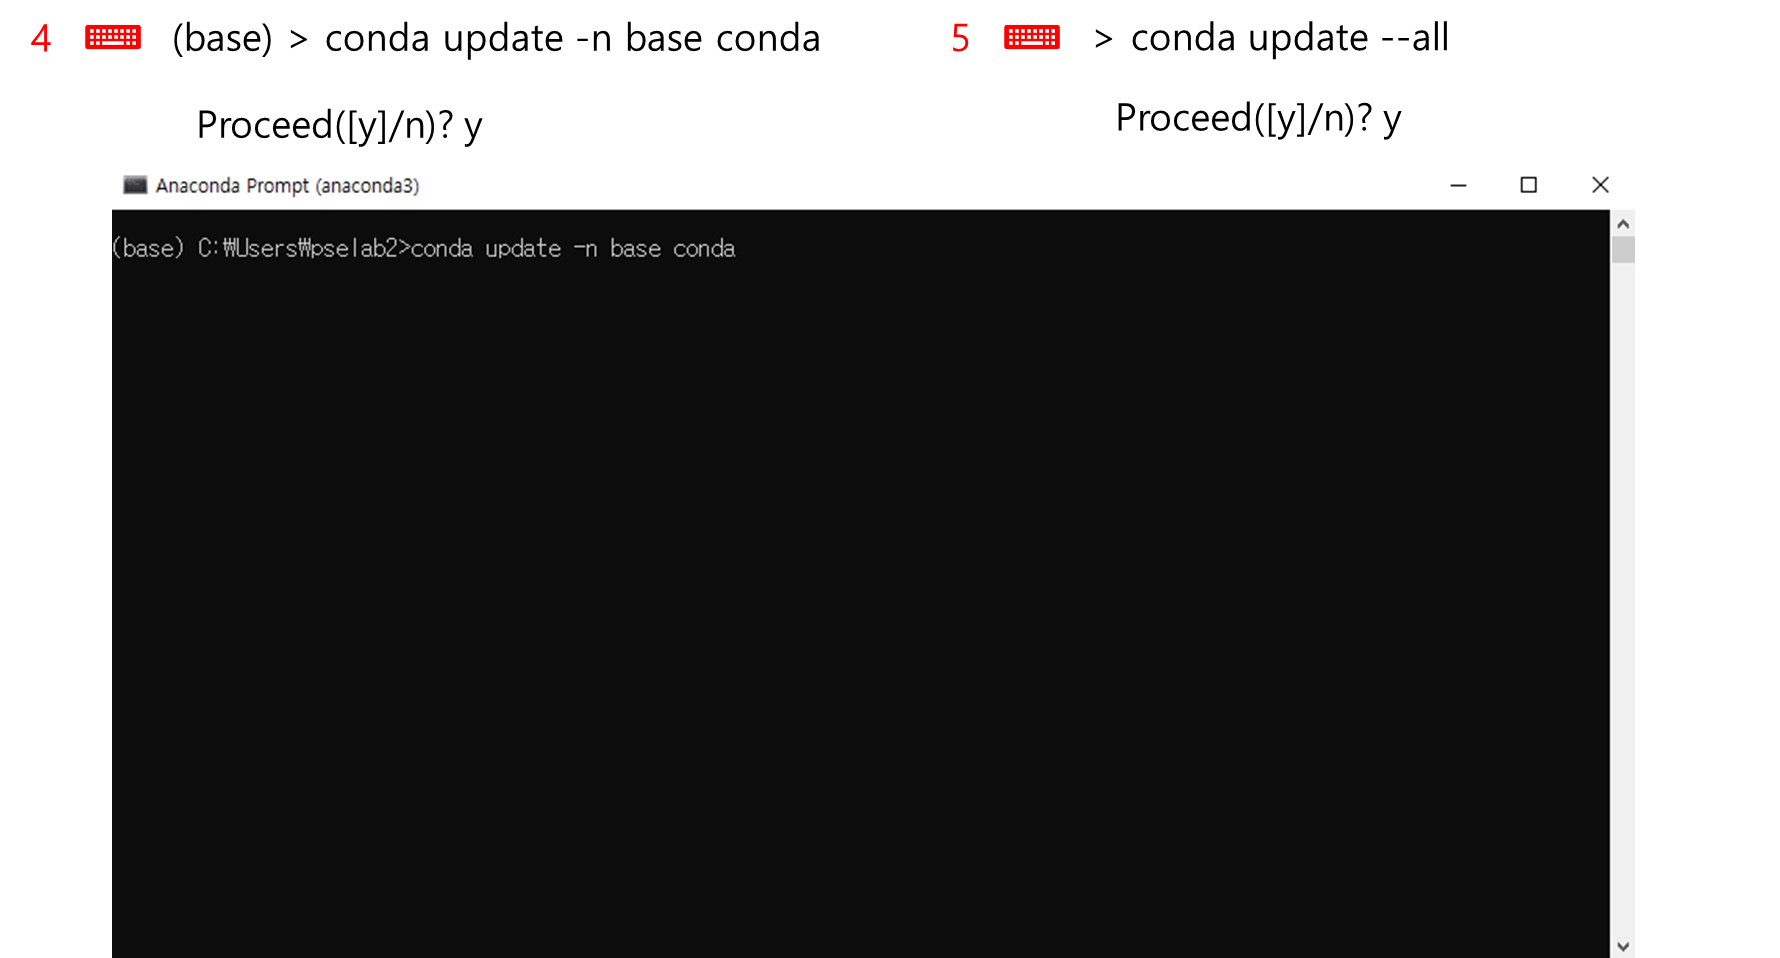 4 (base) > conda update -n base conda
Proceed([y]/n)? y
5 > conda update --all
Proceed([y]/n)? y
Anaconda Prompt (anaconda3)
(base) C:₩Users₩pselab2>conda update -n base conda